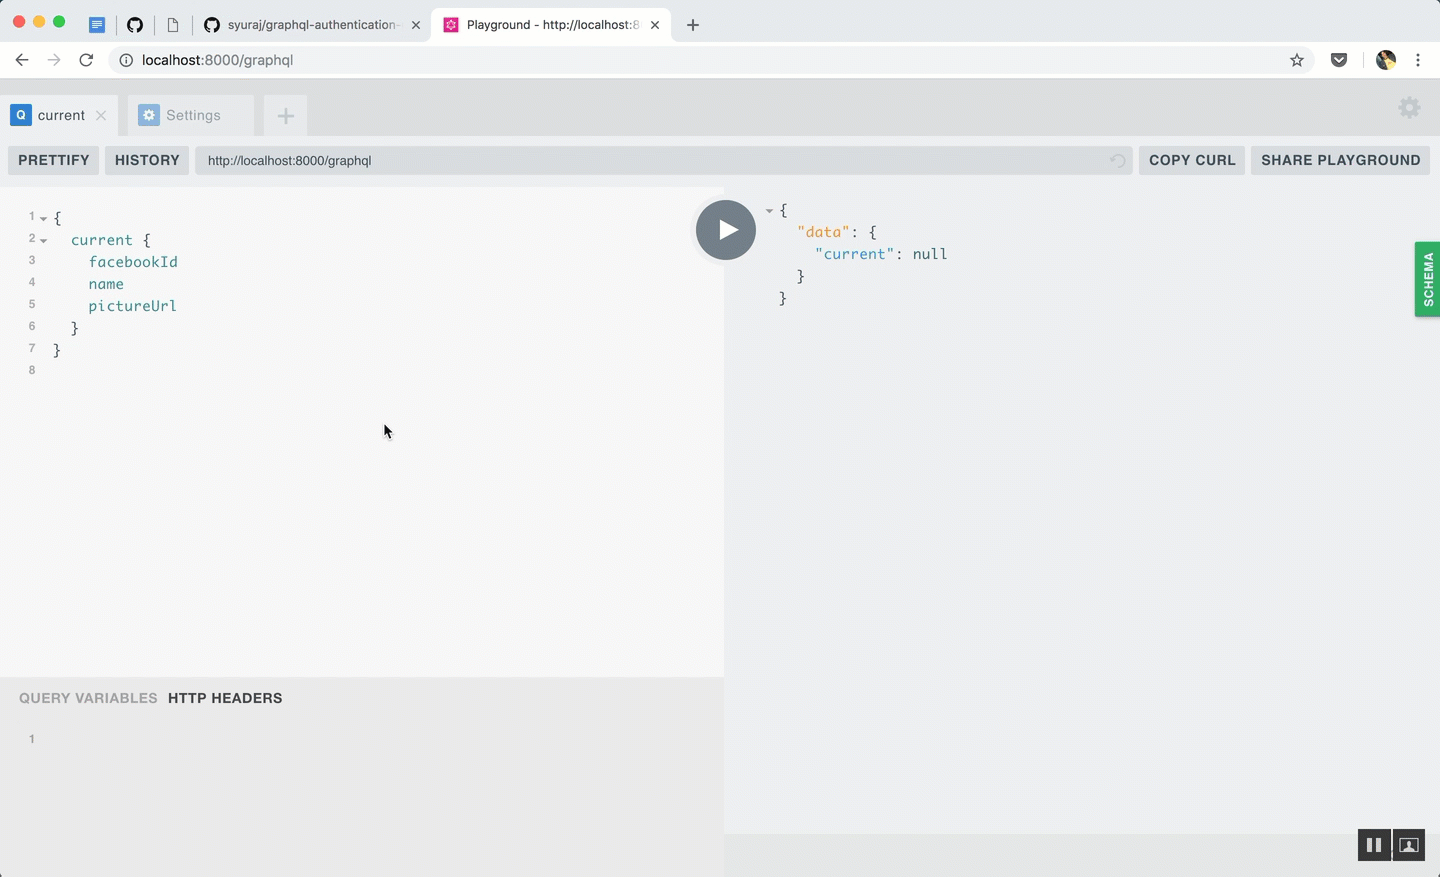 syuraj/graphql-authentication-
Playground - http://localhost:8
localhost:8000/graphql
Q current
Settings
PRETTIFY
HISTORY
http://localhost:8000/graphql
COPY CURL
SHARE PLAYGROUND
1 {
2 current {
3 facebookId
4 name
5 pictureUrl
6 }
7 }
8
{
"data": {
"current": null
}
}
SCHEMA
QUERY VARIABLES HTTP HEADERS
1